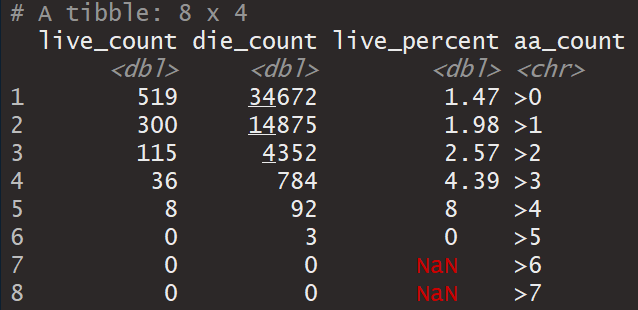 # A tibble: 8 x 4
live_count die_count live_percent aa_count
<dbl> <dbl> <dbl> <chr>
1 519 34672 1.47 >0
2 300 14875 1.98 >1
3 115 4352 2.57 >2
4 36 784 4.39 >3
5 8 92 8 >4
6 0 3 0 >5
7 0 0 NaN >6
8 0 0 NaN >7